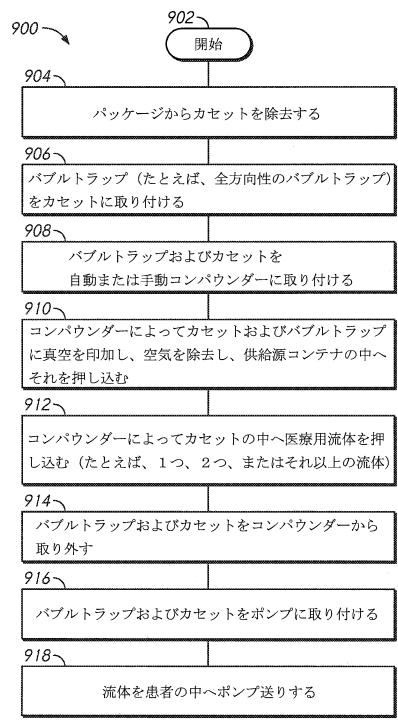 900
902
開始
904
パッケージからカセットを除去する
906
バブルトラップ（たとえば、全方向性のバブルトラップ）
をカセットに取り付ける
908
バブルトラップおよびカセットを
自動または手動コンパウンダーに取り付ける
910
コンパウンダーによってカセットおよびバブルトラップ
に真空を印加し、空気を除去し、供給源コンテナの中へ
それを押し込む
912
コンパウンダーによってカセットの中へ医療用流体を押
し込む（たとえば、１つ、２つ、またはそれ以上の流体）
914
バブルトラップおよびカセットをコンパウンダーから
取り外す
916
バブルトラップおよびカセットをポンプに取り付ける
918
流体を患者の中へポンプ送りする